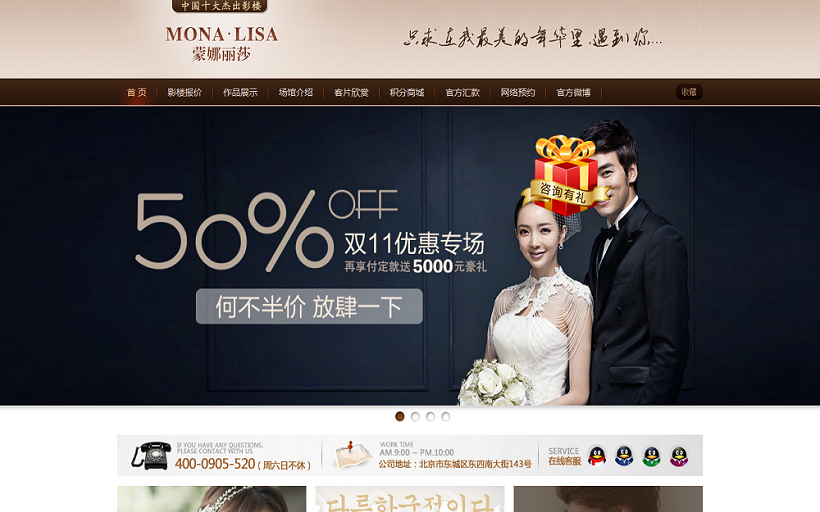 中国十大杰出影楼
MONA·LISA
蒙娜丽莎
只求在我最美的年华里.遇到你...
首 页 影楼报价 作品展示 场馆介绍 客片欣赏 积分商城 官方汇款 网络预约 官方微博 收藏
50% OFF
双11优惠专场
再享付定就送5000元豪礼
何不半价 放肆一下
咨询有礼
IF YOU HAVE ANY QUESTIONS,
PLEASE CONTACT WITH US.
400-0905-520 ( 周六日不休 )
WORK TIME
AM.9:00 ~ PM.10:00
公司地址：北京市东城区东四南大街143号
SERVICE
在线客服
다른한국적이다